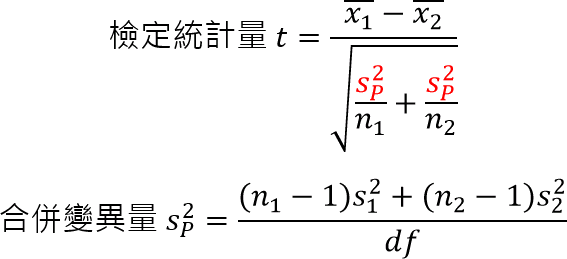 檢定統計量 t = (x̅₁ − x̅₂) / √(s_P²/n₁ + s_P²/n₂)
合併變異量 s_P² = ((n₁ − 1)s₁² + (n₂ − 1)s₂²) / df